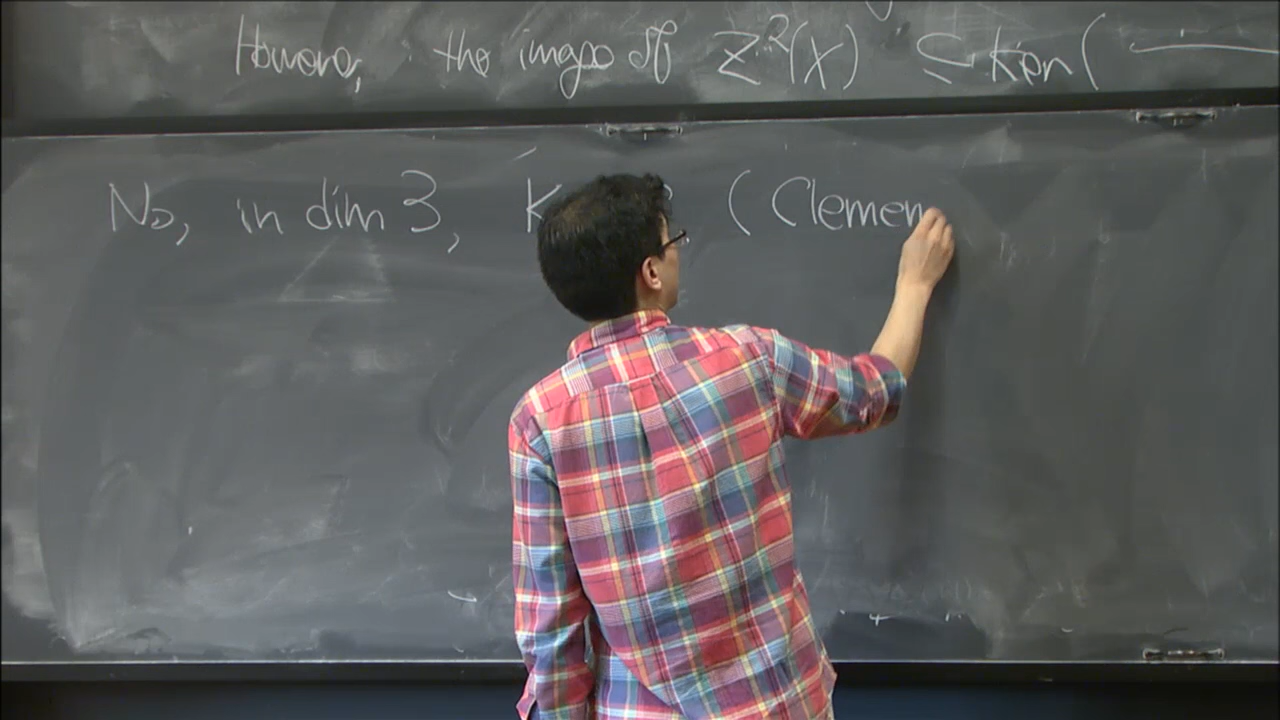 However, the image of Z²(X) ⊆ Ker(
No, in dim 3, K (Clemen